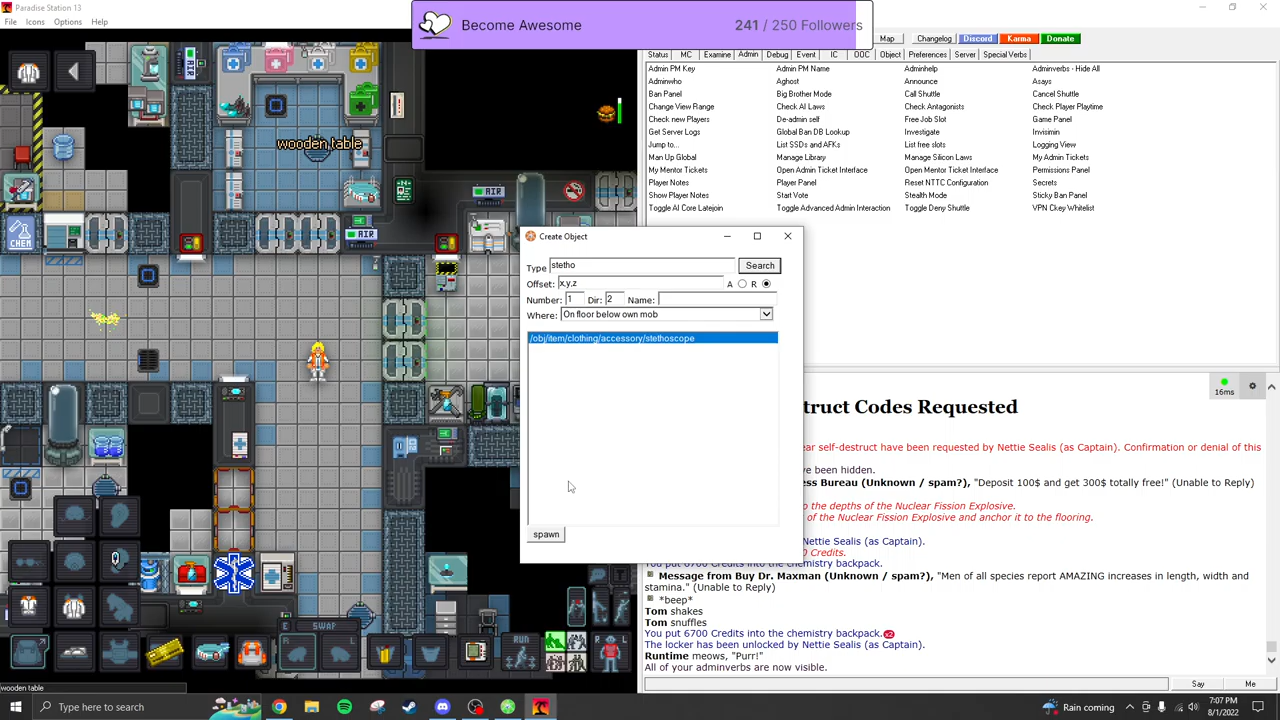 Paradise Station 13
File Icons Options Help
Become Awesome
241 / 250 Followers
Map
Changelog
Discord
Karma
Donate
Status MC Examine Admin Debug Event IC OOC Object Preferences Server Special Verbs
Admin PM Key Admin PM Name Adminhelp Adminverbs - Hide All
Adminwho Aghost Announce Asays
Ban Panel Big Brother Mode Call Shuttle Cancel Shuttle
Change View Range Check AI Laws Check Antagonists Check Player Playtime
Check new Players De-admin self Free Job Slot Game Panel
Get Server Logs Global Ban DB Lookup Investigate Invisimin
Jump to... List SSDs and AFKs List free slots Logging View
Man Up Global Manage Library Manage Silicon Laws My Admin Tickets
My Mentor Tickets Open Admin Ticket Interface Open Mentor Ticket Interface Permissions Panel
Player Notes Player Panel Reset NTTC Configuration Secrets
Show Player Notes Start Vote Stealth Mode Sticky Ban Panel
Toggle AI Core Latejoin Toggle Advanced Admin Interaction Toggle Deny Shuttle VPN Ckey Whitelist
AIR
wooden table
AIR
CHEM
AIR
Create Object
Type stetho Search
Offset: x,y,z A R
Number: 1 Dir: 2 Name:
Where: On floor below own mob
/obj/item/clothing/accessory/stethoscope
spawn
16ms
truct Codes Requested
ear self-destruct have been requested by Nettie Sealis (as Captain). Confirmation or denial of this
ve been hidden.
ess Bureau (Unknown / spam?), "Deposit 100$ and get 300$ totally free!" (Unable to Reply)
o the depths of the Nuclear Fission Explosive.
of the Nuclear Fission Explosive and anchor it to the flooring.
Nettie Sealis (as Captain).
0 Credits.
You put 6700 Credits into the chemistry backpack.
Message from Buy Dr. Maxman (Unknown / spam?), "Men of all species report AMAZING increases in length, width and
stamina." (Unable to Reply)
*beep*
Tom shakes
Tom snuffles
You put 6700 Credits into the chemistry backpack. x2
The locker has been unlocked by Nettie Sealis (as Captain).
Runtime meows, "Purr!"
All of your adminverbs are now visible.
E SWAP
R L RUN R L
wooden table
Say Me
Type here to search
Rain coming
7:07 PM
8/1/2022